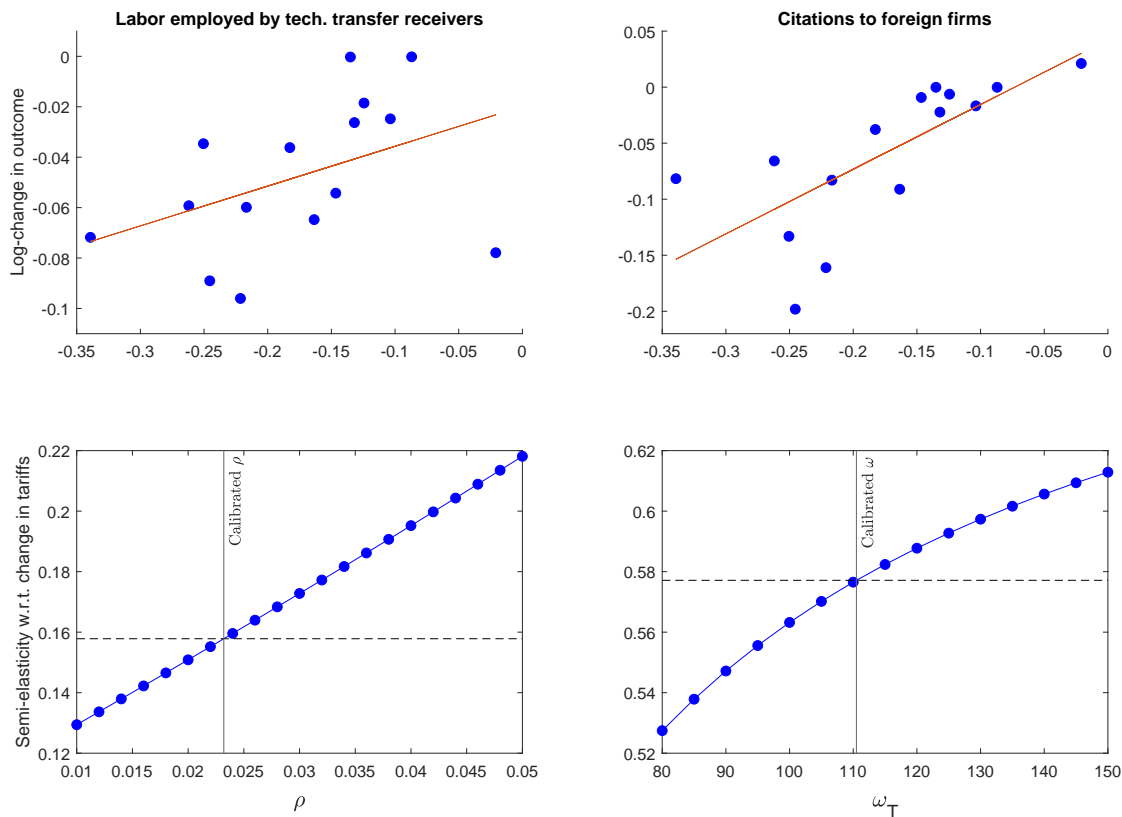 Labor employed by tech. transfer receivers
Citations to foreign firms
Log-change in outcome
0
-0.02
-0.04
-0.06
-0.08
-0.1
-0.35 -0.3 -0.25 -0.2 -0.15 -0.1 -0.05 0
0.05
0
-0.05
-0.1
-0.15
-0.2
-0.35 -0.3 -0.25 -0.2 -0.15 -0.1 -0.05 0
Semi-elasticity w.r.t. change in tariffs
0.22
0.2
0.18
0.16
0.14
0.12
Calibrated ρ
0.01 0.015 0.02 0.025 0.03 0.035 0.04 0.045 0.05
ρ
0.62
0.6
0.58
0.56
0.54
0.52
Calibrated ω
80 90 100 110 120 130 140 150
ω_T